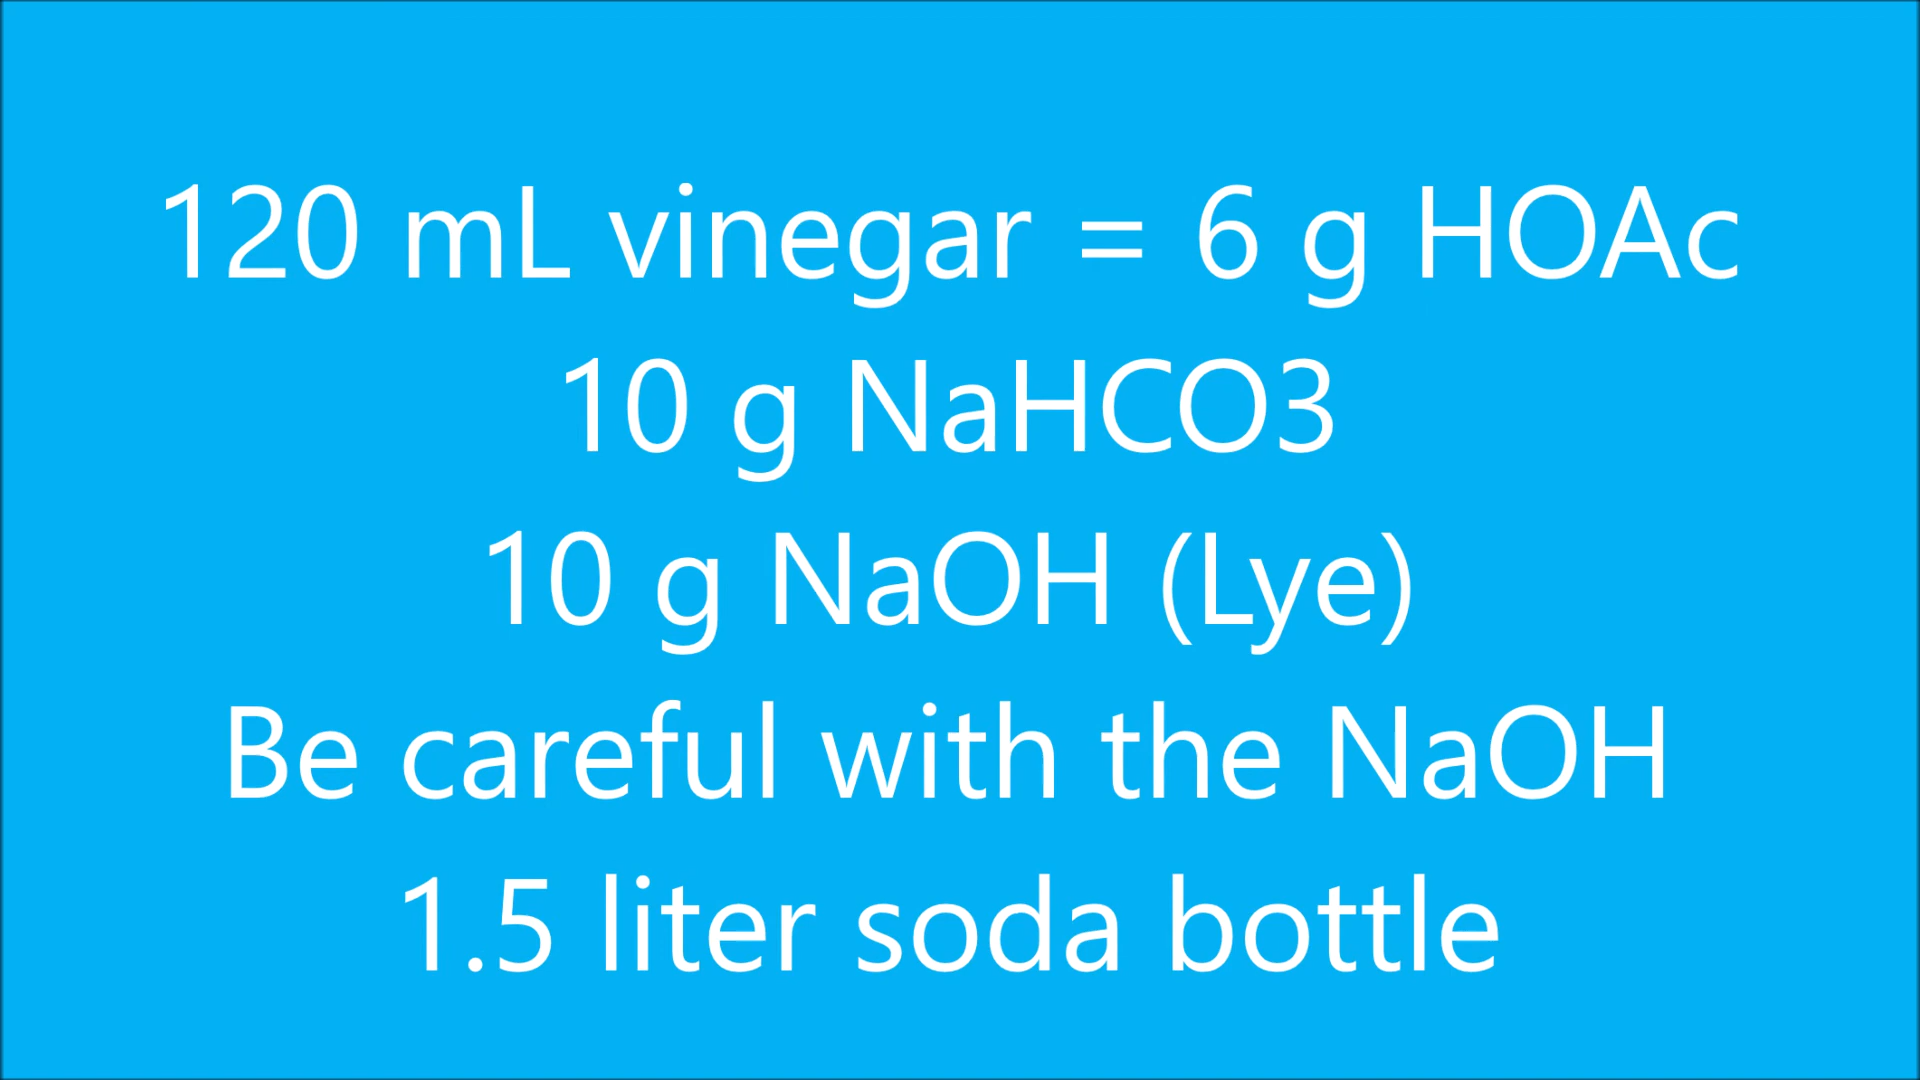 120 mL vinegar = 6 g HOAc
10 g NaHCO3
10 g NaOH (Lye)
Be careful with the NaOH
1.5 liter soda bottle